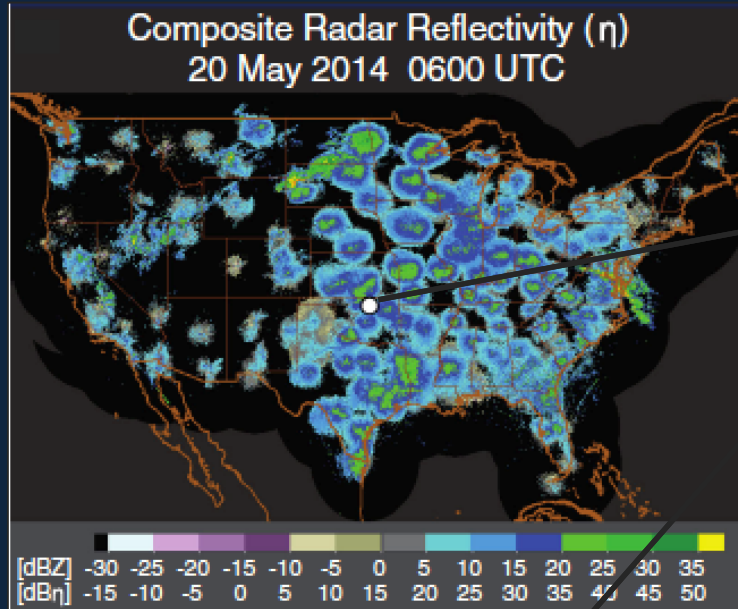 Composite Radar Reflectivity (η)
20 May 2014 0600 UTC
[dBZ] -30 -25 -20 -15 -10 -5 0 5 10 15 20 25 30 35
[dBη] -15 -10 -5 0 5 10 15 20 25 30 35 40 45 50